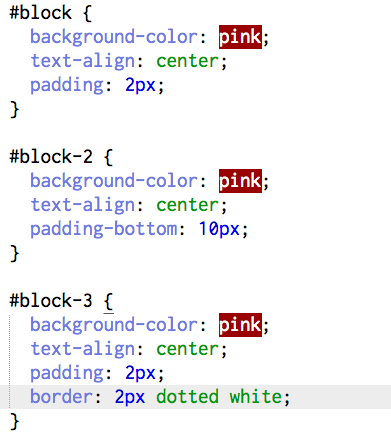 #block {
  background-color: pink;
  text-align: center;
  padding: 2px;
}

#block-2 {
  background-color: pink;
  text-align: center;
  padding-bottom: 10px;
}

#block-3 {
  background-color: pink;
  text-align: center;
  padding: 2px;
  border: 2px dotted white;
}